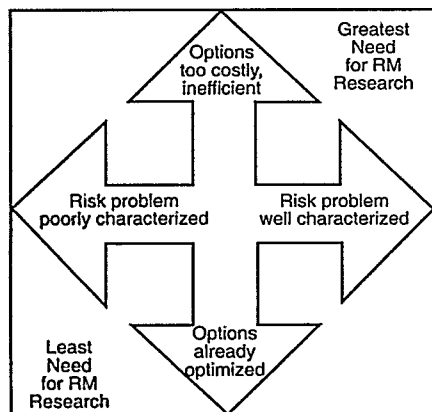 Options
too costly,
inefficient
Greatest
Need
for RM
Research
Risk problem
poorly characterized
Risk problem
well characterized
Least
Need
for RM
Research
Options
already
optimized